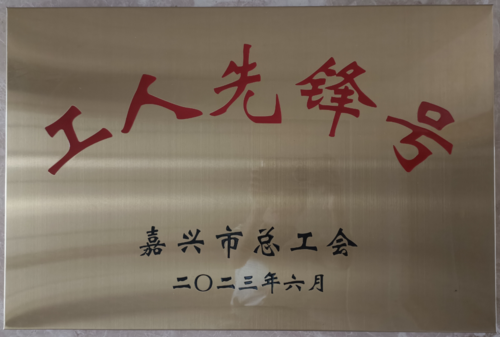 工人先锋号
嘉兴市总工会
二〇二三年六月